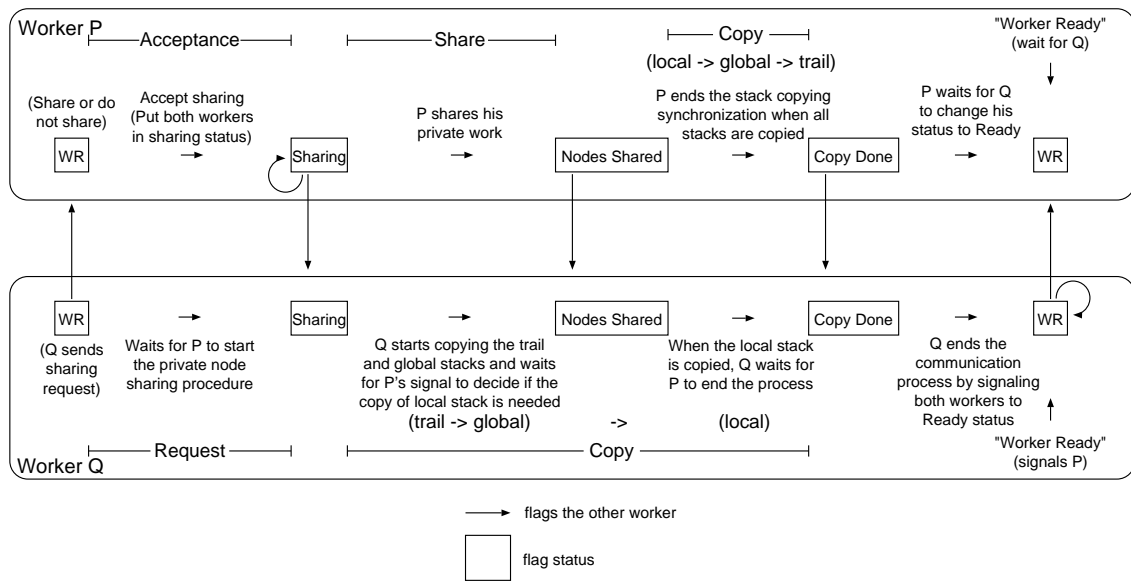 Worker P
Acceptance
Share
Copy
(local -> global -> trail)
"Worker Ready"
(wait for Q)
(Share or do
not share)
Accept sharing
(Put both workers
in sharing status)
P shares his
private work
P ends the stack copying
synchronization when all
stacks are copied
P waits for Q
to change his
status to Ready
WR
Sharing
Nodes Shared
Copy Done
WR
WR
Sharing
Nodes Shared
Copy Done
WR
(Q sends
sharing
request)
Waits for P to start
the private node
sharing procedure
Q starts copying the trail
and global stacks and waits
for P's signal to decide if the
copy of local stack is needed
(trail -> global)
->
When the local stack
is copied, Q waits for
P to end the process
(local)
Q ends the
communication
process by signaling
both workers to
Ready status
"Worker Ready"
(signals P)
Request
Copy
Worker Q
flags the other worker
flag status